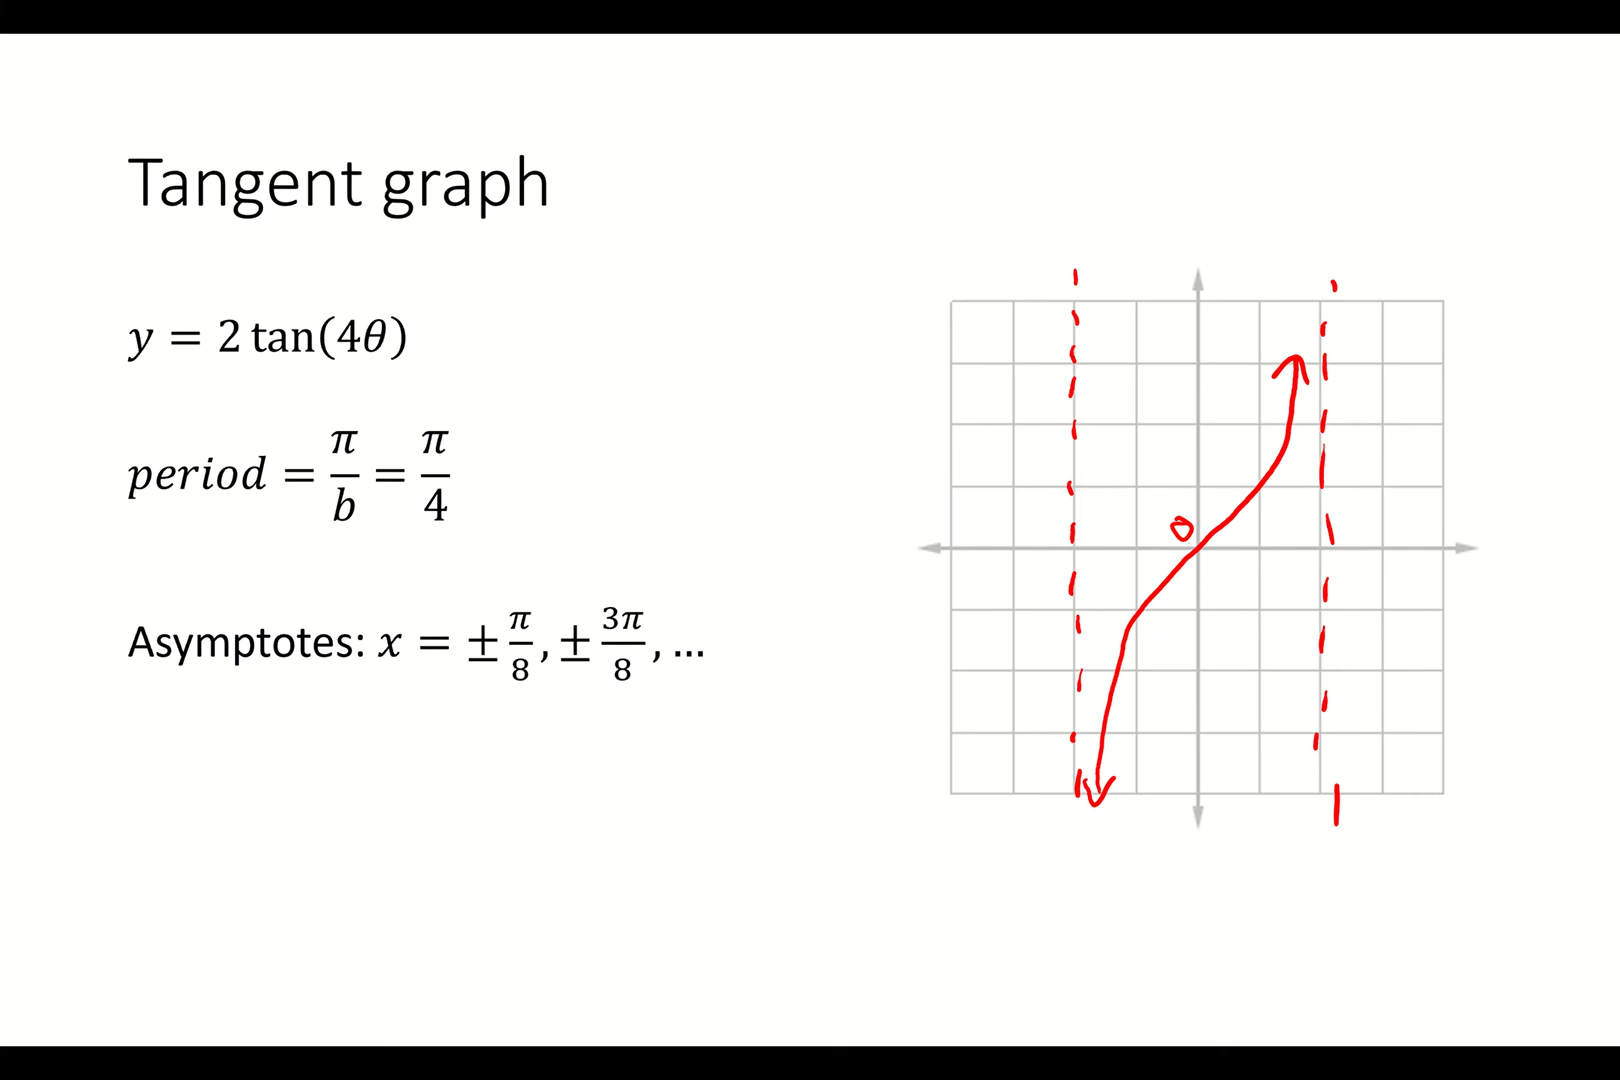 Tangent graph
y = 2 tan(4θ)
period = π/b = π/4
Asymptotes: x = ± π/8, ± 3π/8, ...
0